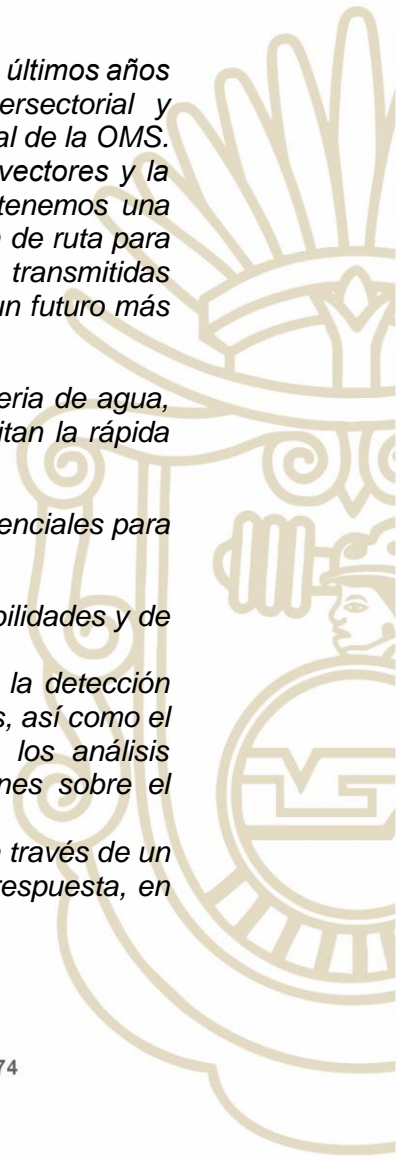 últimos años
ersectorial y
al de la OMS.
vectores y la
tenemos una
de ruta para
transmitidas
un futuro más
eria de agua,
itan la rápida
enciales para
bilidades y de
la detección
s, así como el
los análisis
nes sobre el
través de un
respuesta, en
74